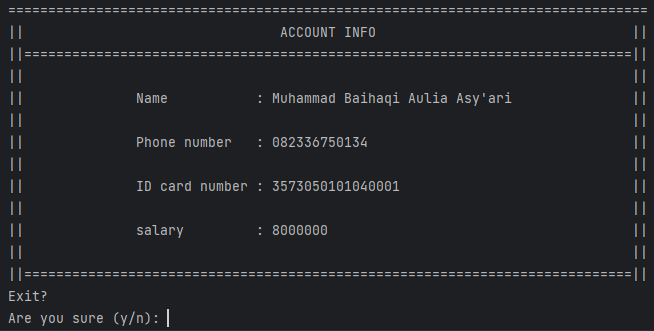 ================================================================================
||                                ACCOUNT INFO                                ||
||============================================================================||
||                                                                            ||
||              Name           : Muhammad Baihaqi Aulia Asy'ari               ||
||                                                                            ||
||              Phone number   : 082336750134                                 ||
||                                                                            ||
||              ID card number : 3573050101040001                             ||
||                                                                            ||
||              salary         : 8000000                                      ||
||                                                                            ||
||============================================================================||
Exit?
Are you sure (y/n):